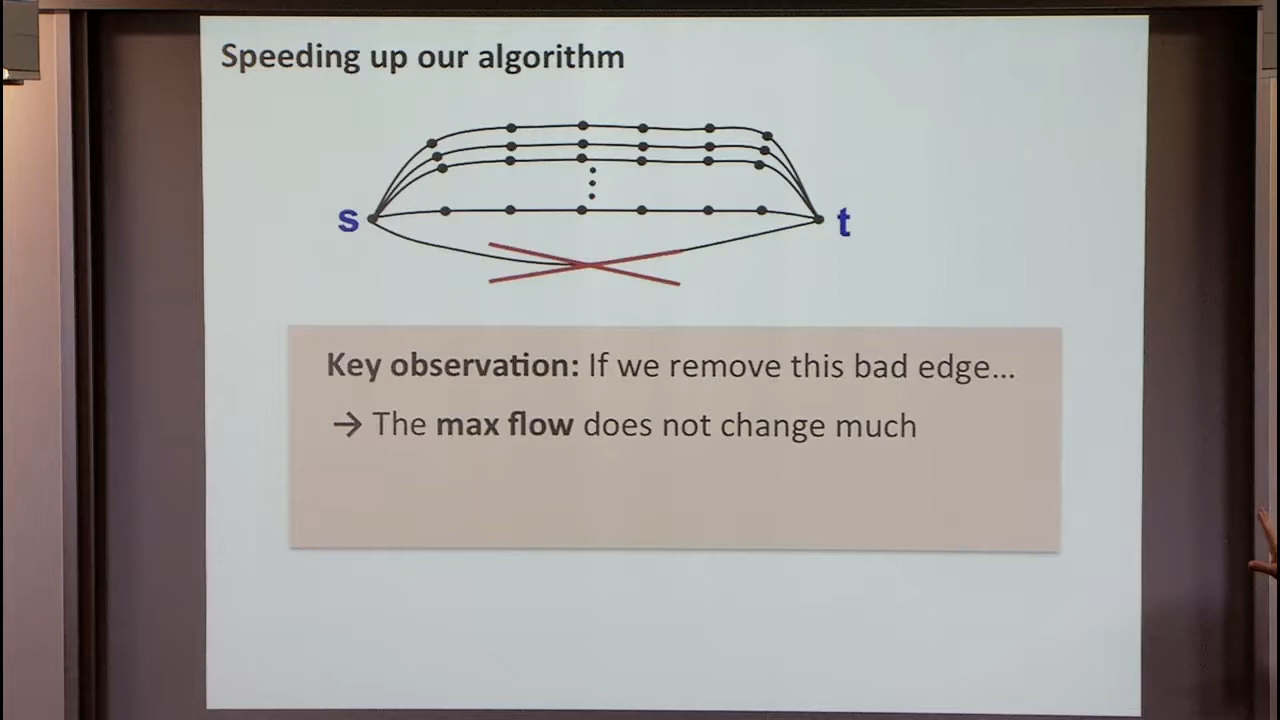 Speeding up our algorithm
s
t
Key observation: If we remove this bad edge...
→ The max flow does not change much